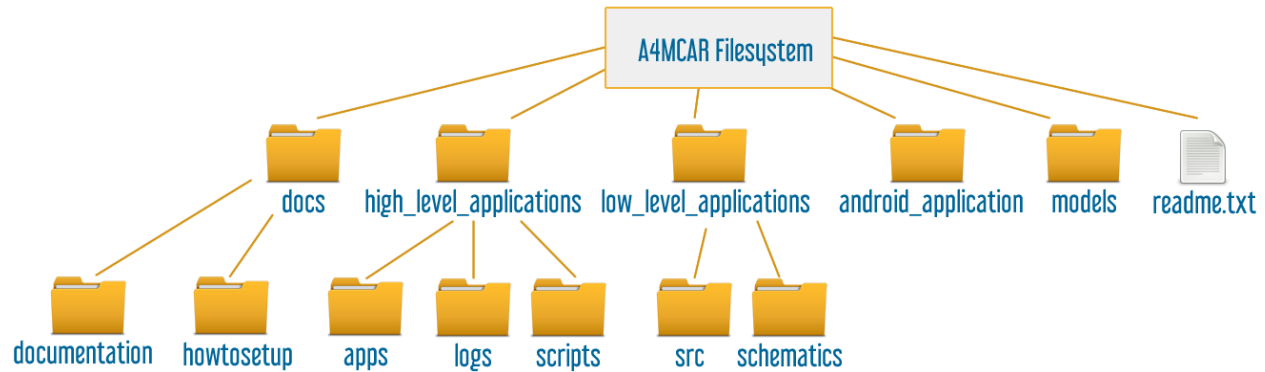 A4MCAR Filesystem
docs
high_level_applications
low_level_applications
android_application
models
readme.txt
documentation
howtosetup
apps
logs
scripts
src
schematics